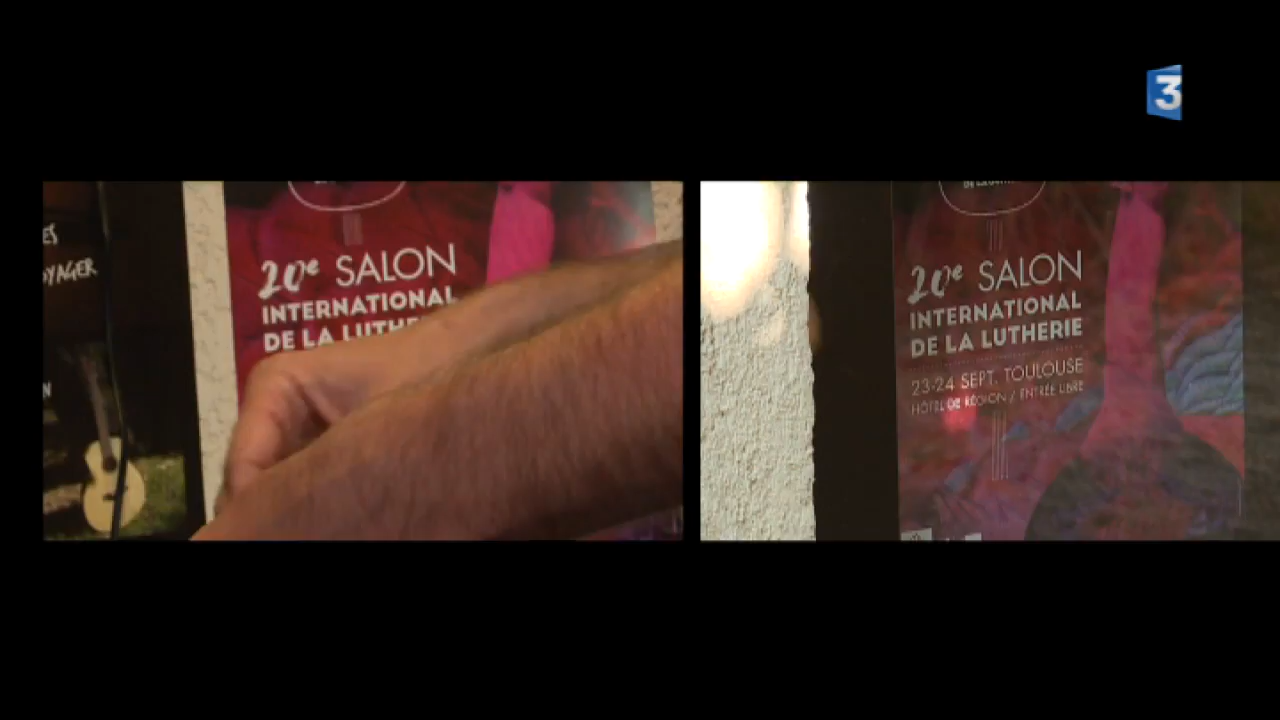 3
20e SALON
INTERNATIONAL
DE LA LUTHERIE
20e SALON
INTERNATIONAL
DE LA LUTHERIE
23-24 SEPT. TOULOUSE
HÔTEL DE RÉGION / ENTRÉE LIBRE